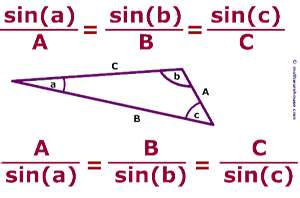 sin(a) = sin(b) = sin(c)
A B C
C
a
b
A
B
c
A = B = C
sin(a) sin(b) sin(c)